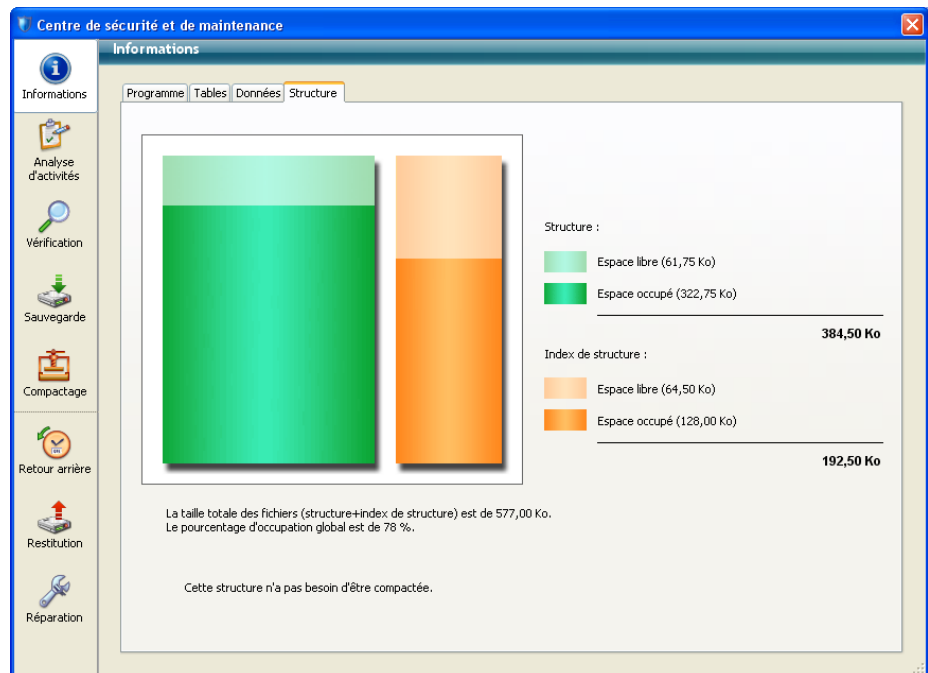 Centre de sécurité et de maintenance
Informations
Informations
Analyse
d'activités
Vérification
Sauvegarde
Compactage
Retour arrière
Restitution
Réparation
Programme Tables Données Structure
Structure :
Espace libre (61,75 Ko)
Espace occupé (322,75 Ko)
384,50 Ko
Index de structure :
Espace libre (64,50 Ko)
Espace occupé (128,00 Ko)
192,50 Ko
La taille totale des fichiers (structure+index de structure) est de 577,00 Ko.
Le pourcentage d'occupation global est de 78 %.
Cette structure n'a pas besoin d'être compactée.